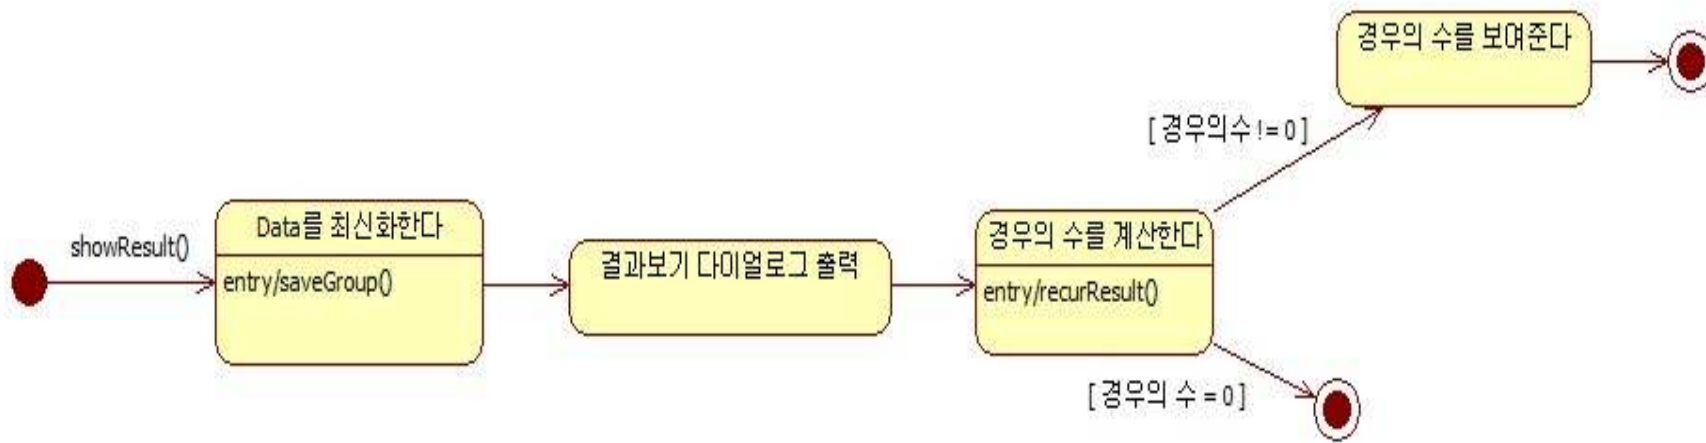 showResult()
Data를 최신화한다
entry/saveGroup()
결과보기 다이얼로그 출력
경우의 수를 계산한다
entry/recurResult()
[ 경우의수 != 0 ]
경우의 수를 보여준다
[ 경우의 수 = 0 ]